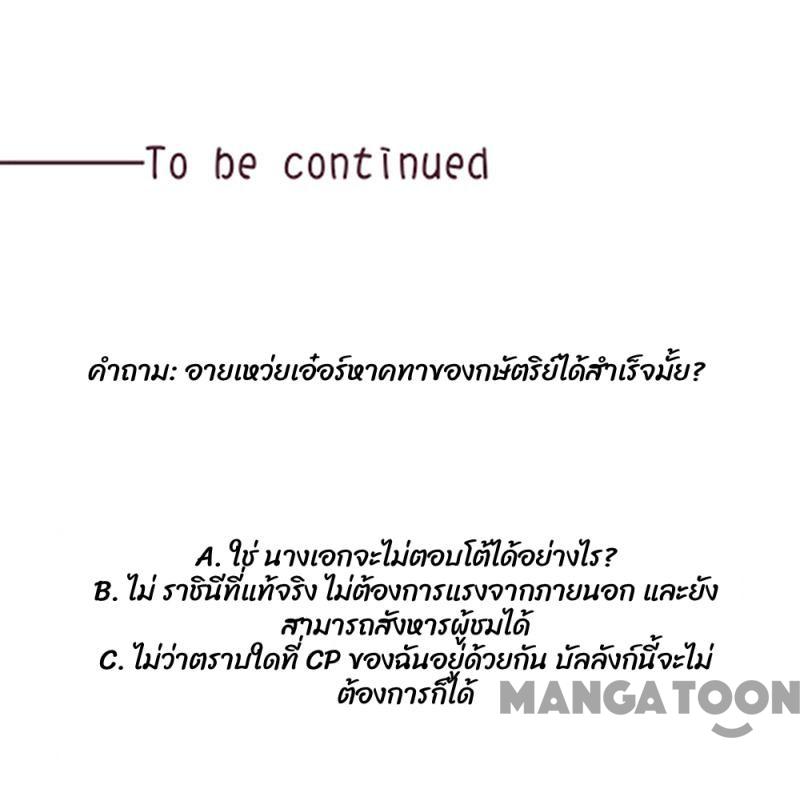 To be continued
คำถาม: อายเหว่ยเอ๋อร์หาคทาของกษัตริย์ได้สำเร็จมั้ย?
A. ใช่ นางเอกจะไม่ตอบโต้ได้อย่างไร?
B. ไม่ ราชินีที่แท้จริง ไม่ต้องการแรงจากภายนอก และยัง
สามารถสังหารผู้ชมได้
C. ไม่ว่าตราบใดที่ CP ของฉันอยู่ด้วยกัน บัลลังก์นี้จะไม่
ต้องการก็ได้
MANGATOON